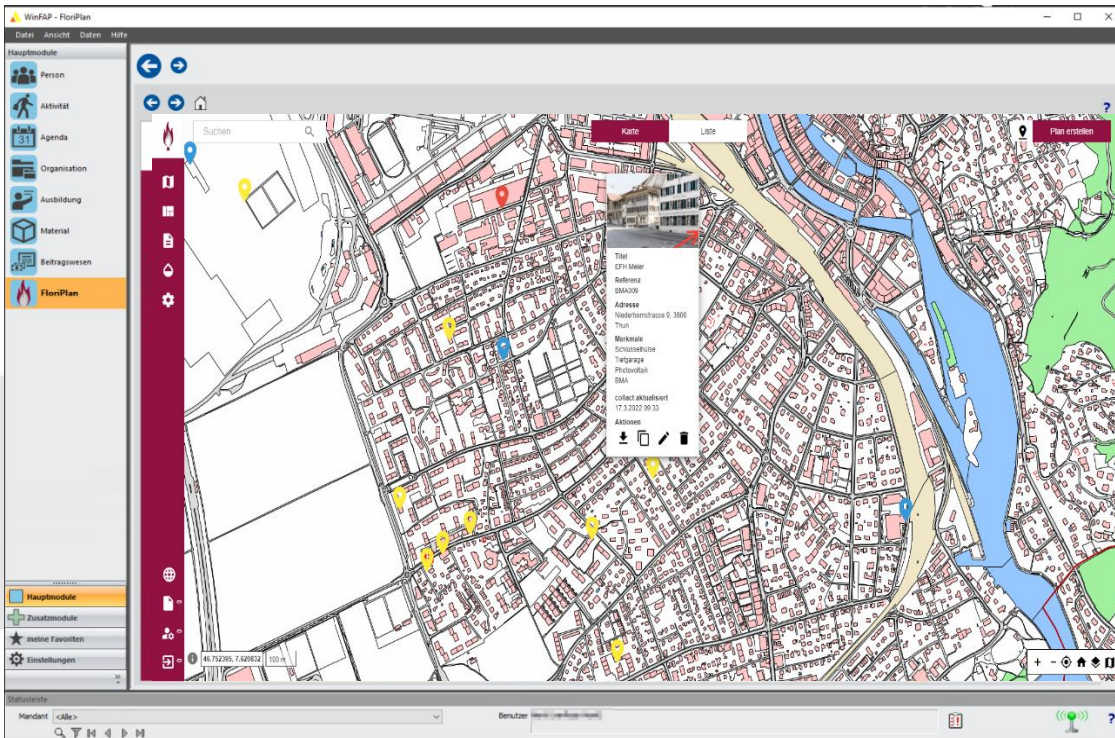 WinFAP - FloriPlan
Datei Ansicht Daten Hilfe
Hauptmodule
Person
Aktivität
31
Agenda
Organisation
Ausbildung
Material
Beitragswesen
FloriPlan
Hauptmodule
Zusatzmodule
meine Favoriten
Einstellungen
?
Suchen
Karte
Liste
Plan erstellen
Titel
EFH Meier
Referenz
BMA009
Adresse
Niederhornstrasse 9, 3600
Thun
Merkmale
Schlüsselhülse
Tiefgarage
Photovoltaik
BMA
collact aktualisiert
17.3.2022 09:33
Aktionen
46.752395, 7.620832
100 m
Statusleiste
Mandant
<Alle>
Benutzer
?